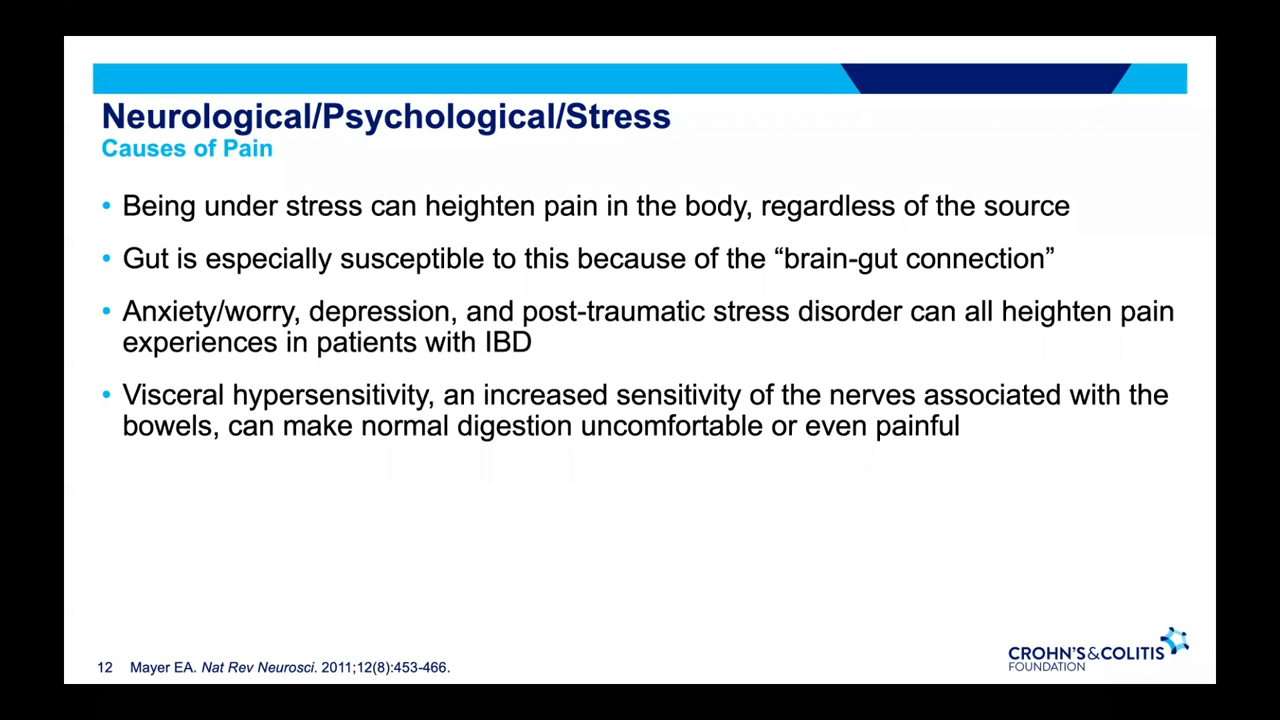 Neurological/Psychological/Stress
Causes of Pain
• Being under stress can heighten pain in the body, regardless of the source
• Gut is especially susceptible to this because of the “brain-gut connection”
• Anxiety/worry, depression, and post-traumatic stress disorder can all heighten pain
experiences in patients with IBD
• Visceral hypersensitivity, an increased sensitivity of the nerves associated with the
bowels, can make normal digestion uncomfortable or even painful
12 Mayer EA. Nat Rev Neurosci. 2011;12(8):453-466.
CROHN'S&COLITIS
FOUNDATION